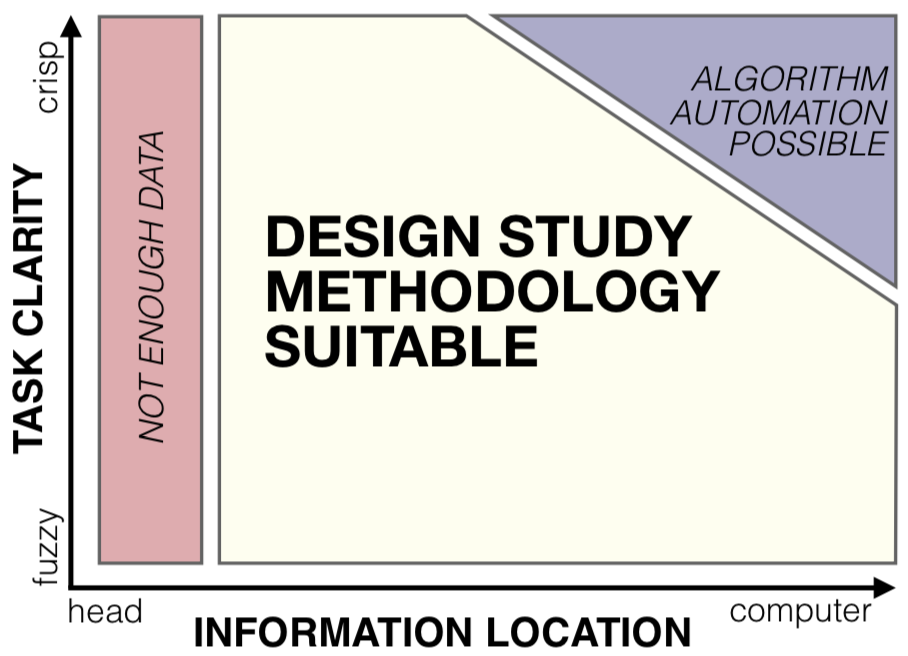 crisp
TASK CLARITY
fuzzy
NOT ENOUGH DATA
DESIGN STUDY
METHODOLOGY
SUITABLE
ALGORITHM
AUTOMATION
POSSIBLE
head
computer
INFORMATION LOCATION